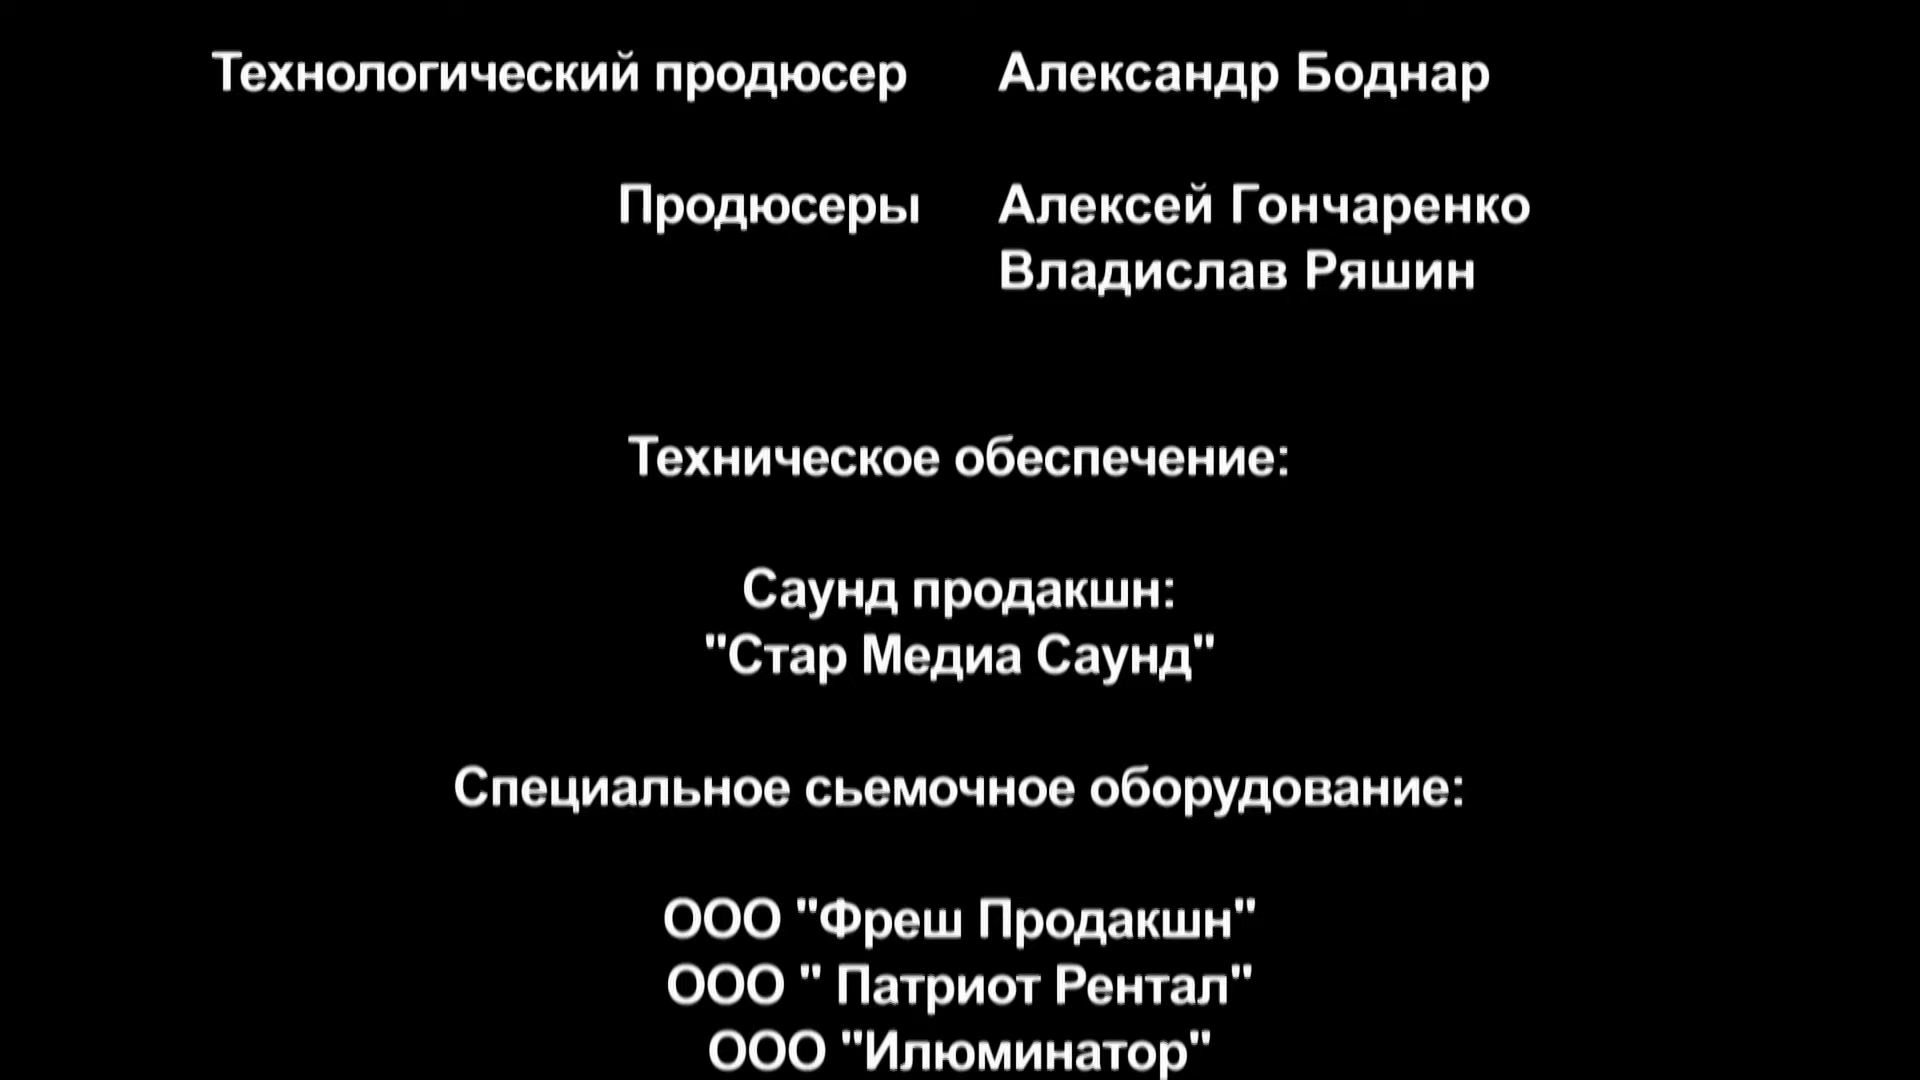 Технологический продюсер Александр Боднар
Продюсеры Алексей Гончаренко
Владислав Ряшин
Техническое обеспечение:
Саунд продакшн:
"Стар Медиа Саунд"
Специальное сьемочное оборудование:
ООО "Фреш Продакшн"
ООО " Патриот Рентал"
ООО "Илюминатор"